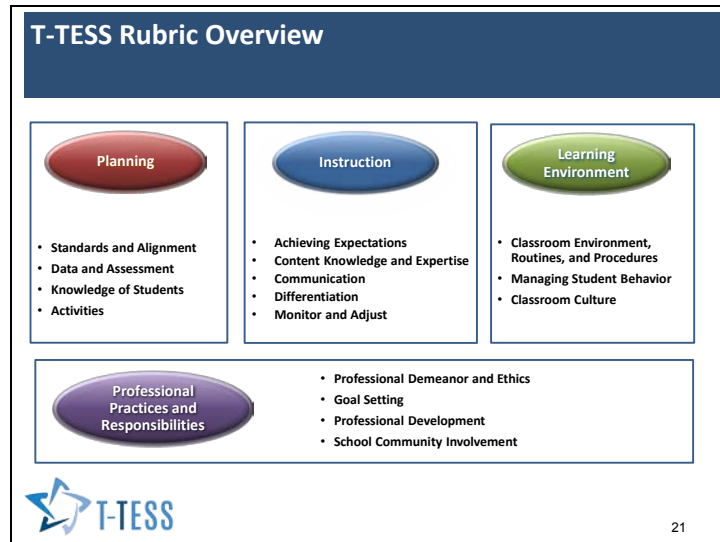 T-TESS Rubric Overview
Planning
• Standards and Alignment
• Data and Assessment
• Knowledge of Students
• Activities
Instruction
• Achieving Expectations
• Content Knowledge and Expertise
• Communication
• Differentiation
• Monitor and Adjust
Learning
Environment
• Classroom Environment,
Routines, and Procedures
• Managing Student Behavior
• Classroom Culture
Professional
Practices and
Responsibilities
• Professional Demeanor and Ethics
• Goal Setting
• Professional Development
• School Community Involvement
T-TESS
21